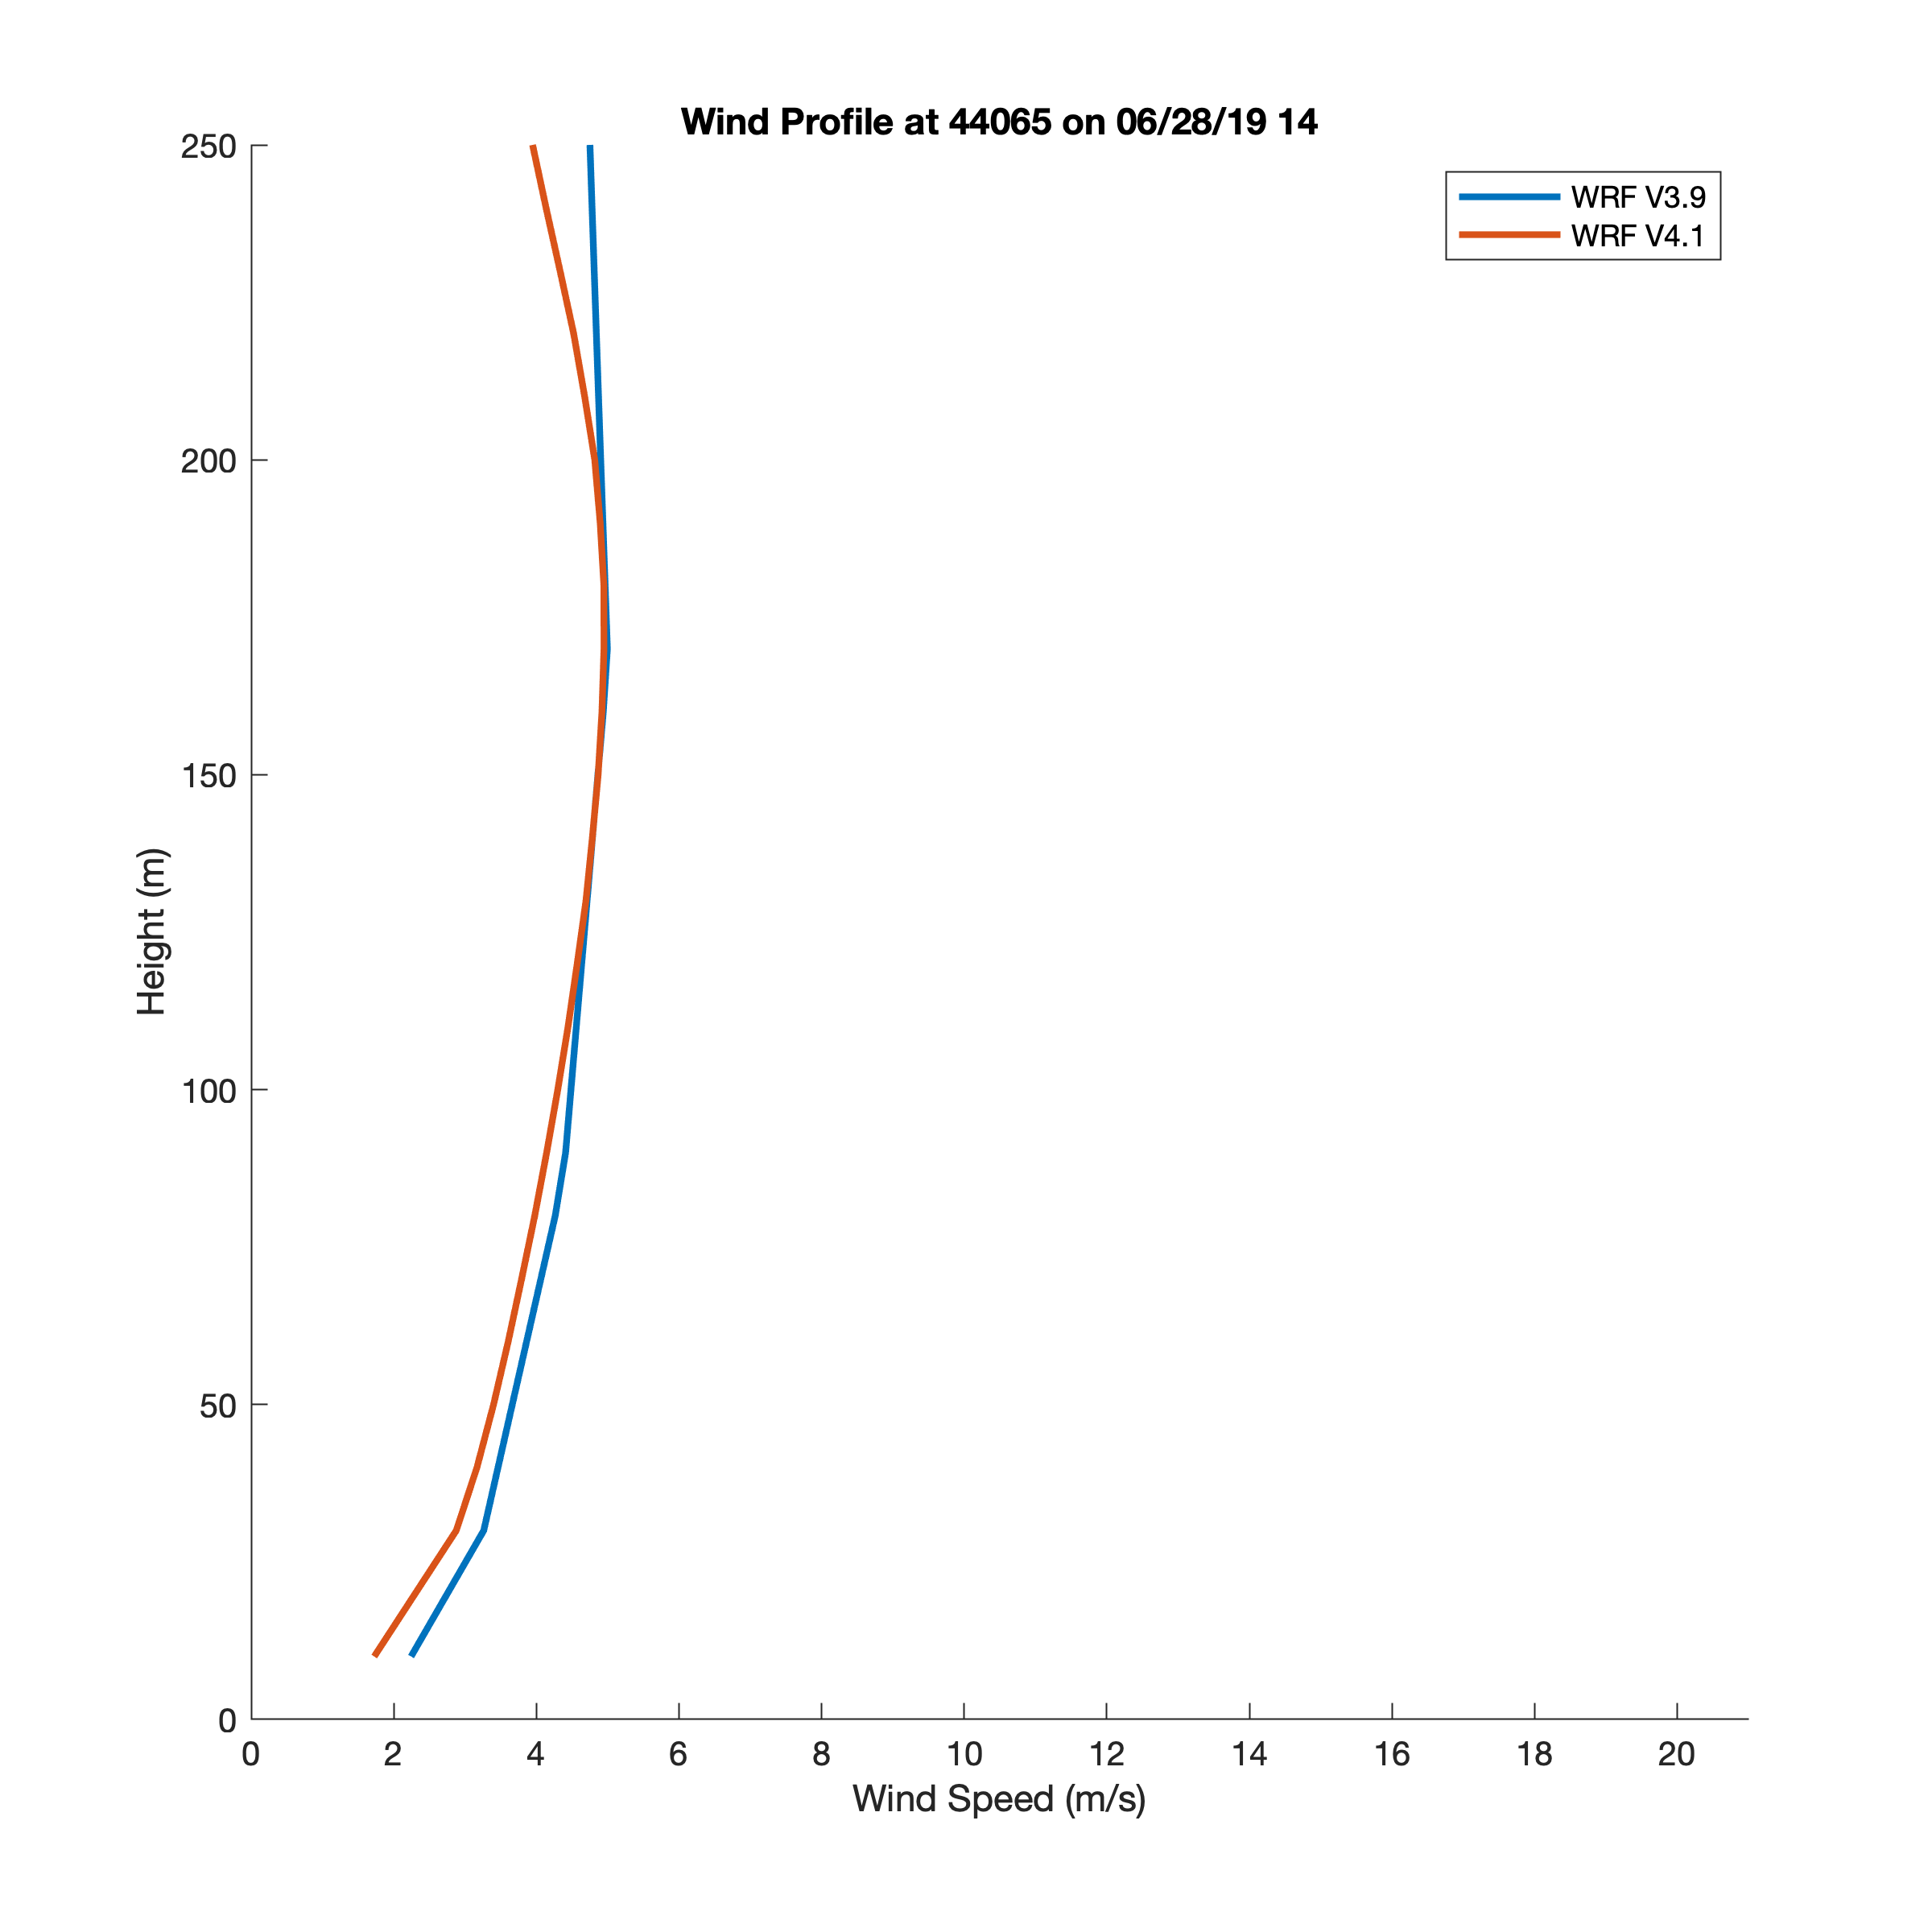 Wind Profile at 44065 on 06/28/19 14
250
WRF V3.9
WRF V4.1
200
150
Height (m)
100
50
0
0 2 4 6 8 10 12 14 16 18 20
Wind Speed (m/s)